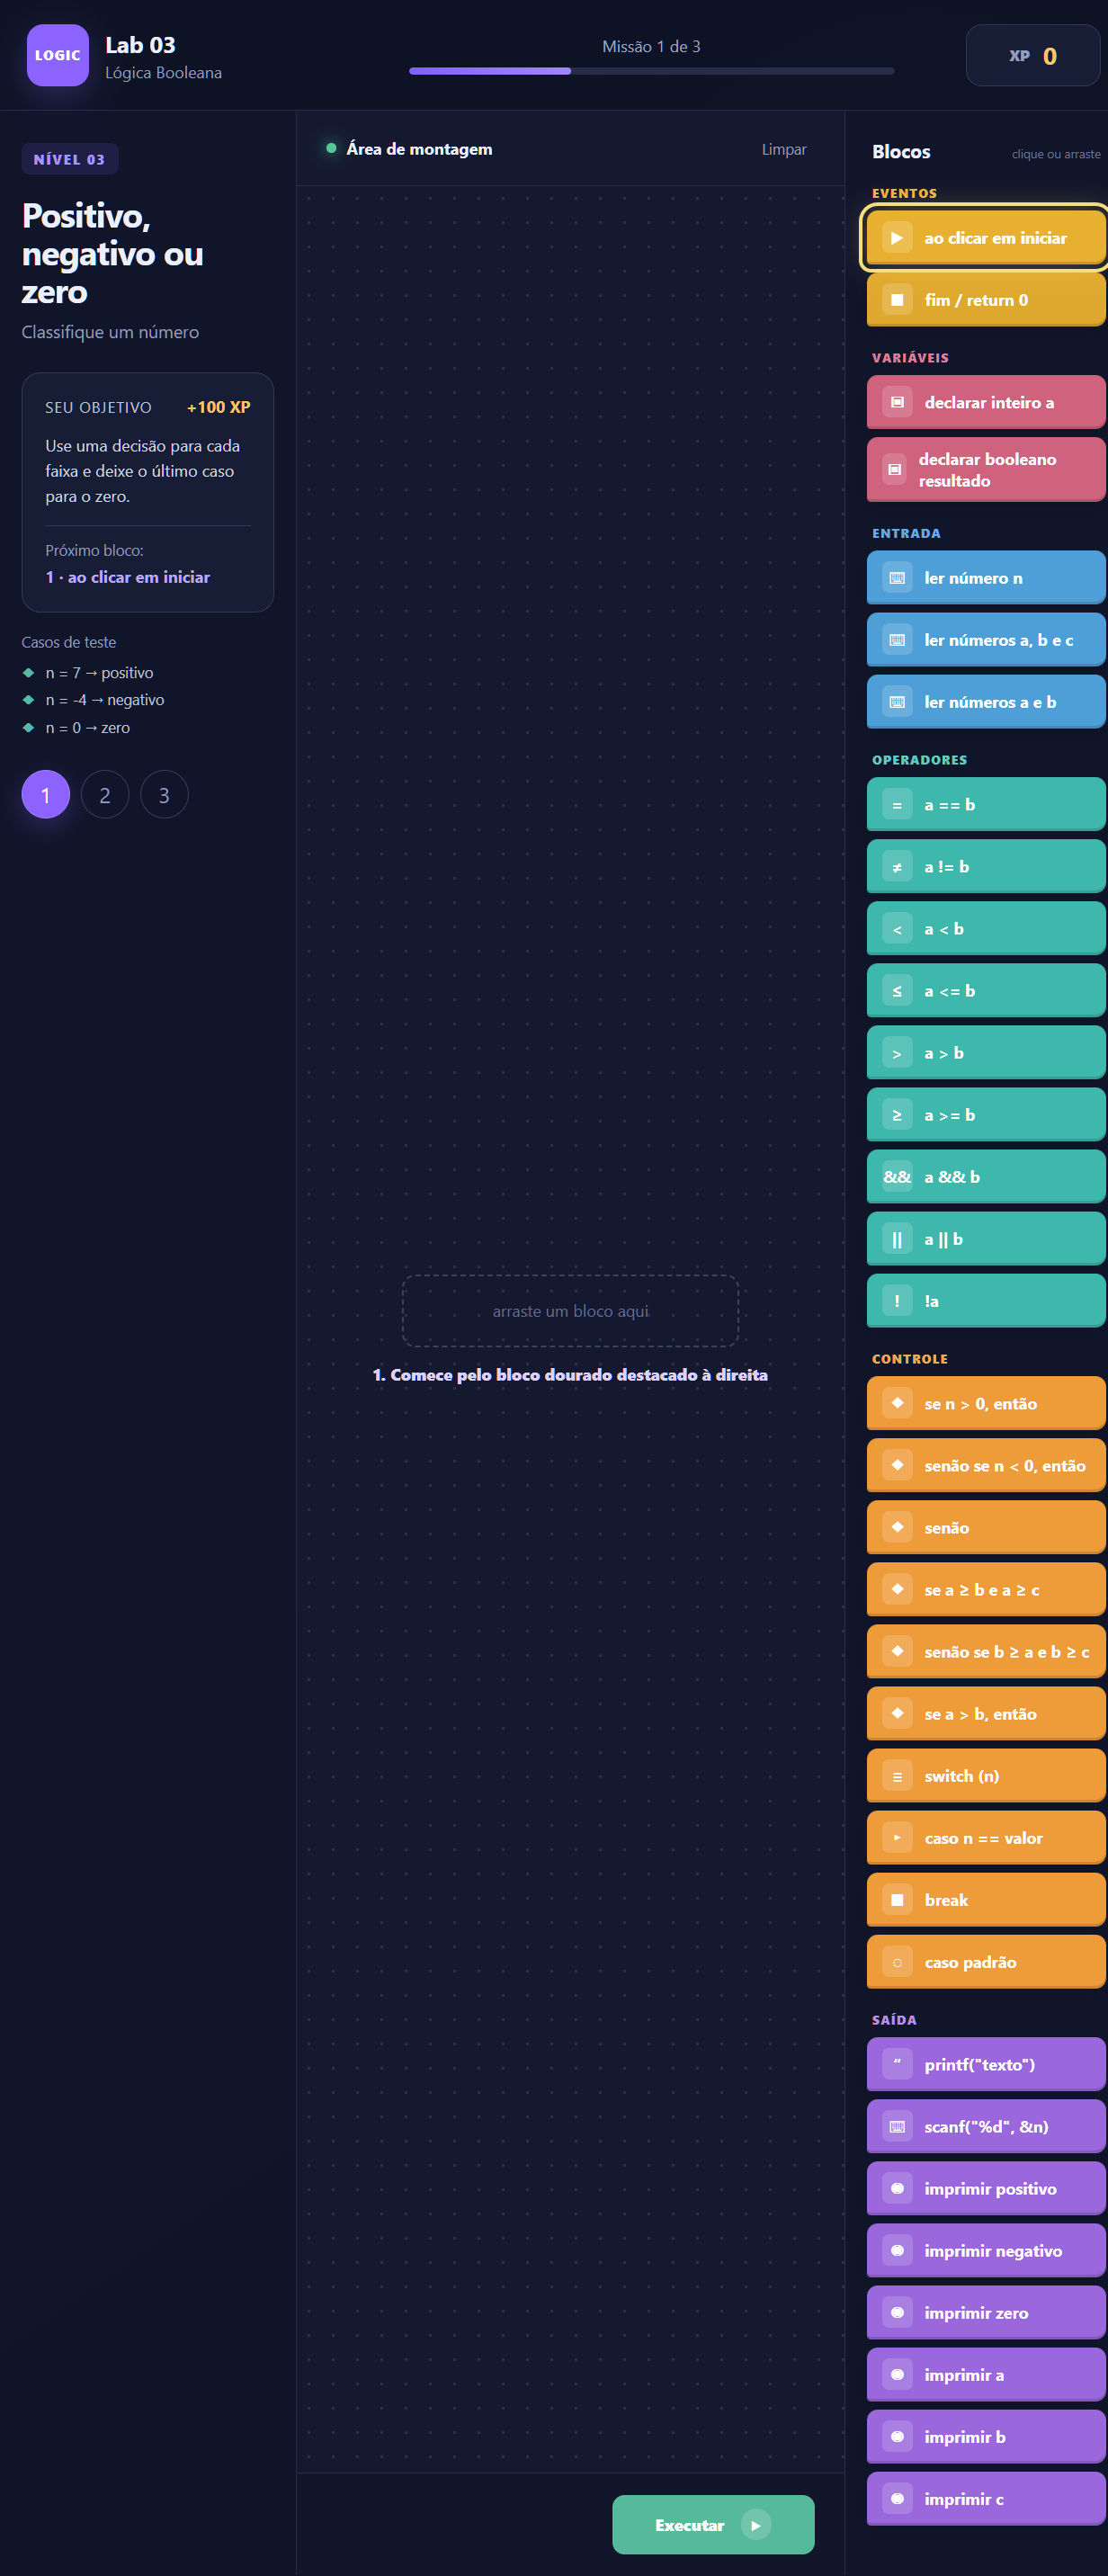 LOGIC
Lab 03
Lógica Booleana
Missão 1 de 3
XP 0
NÍVEL 03
Positivo,
negativo ou
zero
Classifique um número
SEU OBJETIVO
+100 XP
Use uma decisão para cada
faixa e deixe o último caso
para o zero.
Próximo bloco:
1 · ao clicar em iniciar
Casos de teste
n = 7 → positivo
n = -4 → negativo
n = 0 → zero
1 2 3
Área de montagem
Limpar
arraste um bloco aqui
1. Comece pelo bloco dourado destacado à direita
Executar
Blocos
clique ou arraste
EVENTOS
ao clicar em iniciar
fim / return 0
VARIÁVEIS
declarar inteiro a
declarar booleano
resultado
ENTRADA
ler número n
ler números a, b e c
ler números a e b
OPERADORES
= a == b
≠ a != b
< a < b
≤ a <= b
> a > b
≥ a >= b
&& a && b
|| a || b
! !a
CONTROLE
se n > 0, então
senão se n < 0, então
senão
se a ≥ b e a ≥ c
senão se b ≥ a e b ≥ c
se a > b, então
switch (n)
caso n == valor
break
caso padrão
SAÍDA
“ printf("texto")
scanf("%d", &n)
imprimir positivo
imprimir negativo
imprimir zero
imprimir a
imprimir b
imprimir c